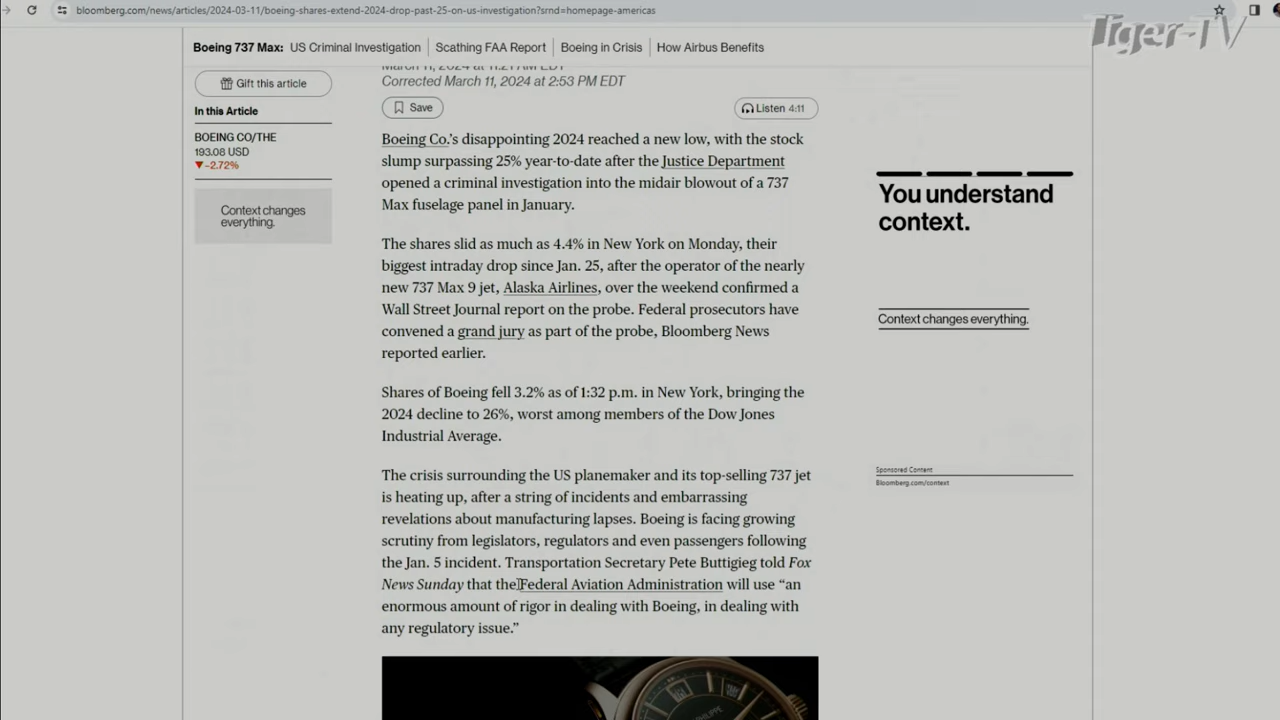 bloomberg.com/news/articles/2024-03-11/boeing-shares-extend-2024-drop-past-25-on-us-investigation?srnd=homepage-americas
Tiger-TV
Boeing 737 Max: US Criminal Investigation | Scathing FAA Report | Boeing in Crisis | How Airbus Benefits
March 11, 2024 at 11:21 AM EDT
Corrected March 11, 2024 at 2:53 PM EDT
Gift this article
Save
Listen 4:11
In this Article
BOEING CO/THE
193.08 USD
▼-2.72%
Context changes
everything.
Boeing Co.'s disappointing 2024 reached a new low, with the stock
slump surpassing 25% year-to-date after the Justice Department
opened a criminal investigation into the midair blowout of a 737
Max fuselage panel in January.
The shares slid as much as 4.4% in New York on Monday, their
biggest intraday drop since Jan. 25, after the operator of the nearly
new 737 Max 9 jet, Alaska Airlines, over the weekend confirmed a
Wall Street Journal report on the probe. Federal prosecutors have
convened a grand jury as part of the probe, Bloomberg News
reported earlier.
Shares of Boeing fell 3.2% as of 1:32 p.m. in New York, bringing the
2024 decline to 26%, worst among members of the Dow Jones
Industrial Average.
The crisis surrounding the US planemaker and its top-selling 737 jet
is heating up, after a string of incidents and embarrassing
revelations about manufacturing lapses. Boeing is facing growing
scrutiny from legislators, regulators and even passengers following
the Jan. 5 incident. Transportation Secretary Pete Buttigieg told Fox
News Sunday that the Federal Aviation Administration will use “an
enormous amount of rigor in dealing with Boeing, in dealing with
any regulatory issue.”
You understand
context.
Context changes everything.
Sponsored Content
Bloomberg.com/context